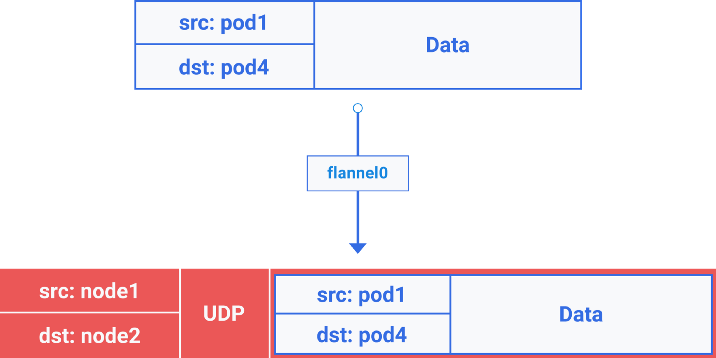 src: pod1
Data
dst: pod4
flannel0
src: node1
dst: node2
UDP
src: pod1
dst: pod4
Data